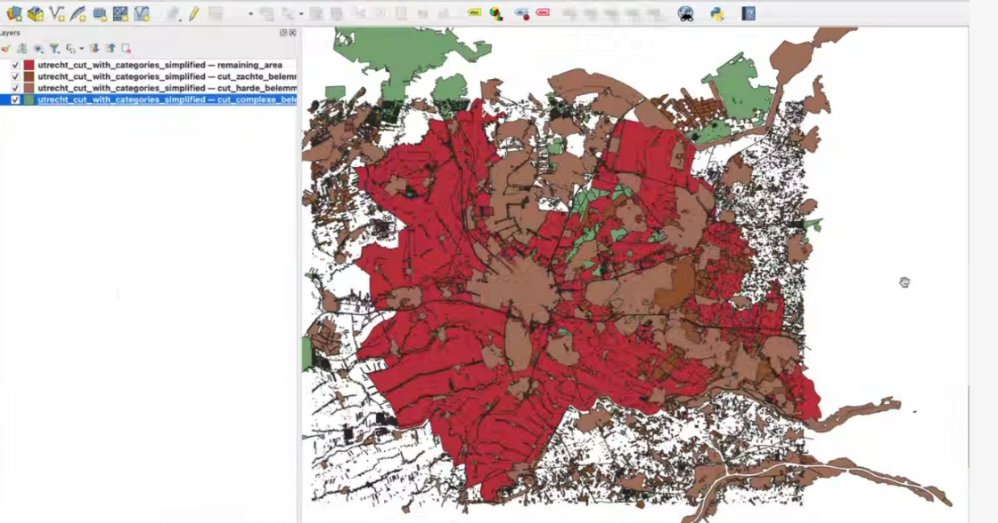 Layers
utrecht_cut_with_categories_simplified — remaining_area
utrecht_cut_with_categories_simplified — cut_zachte_belemm
utrecht_cut_with_categories_simplified — cut_harde_belemm
utrecht_cut_with_categories_simplified — cut_complexe_bele